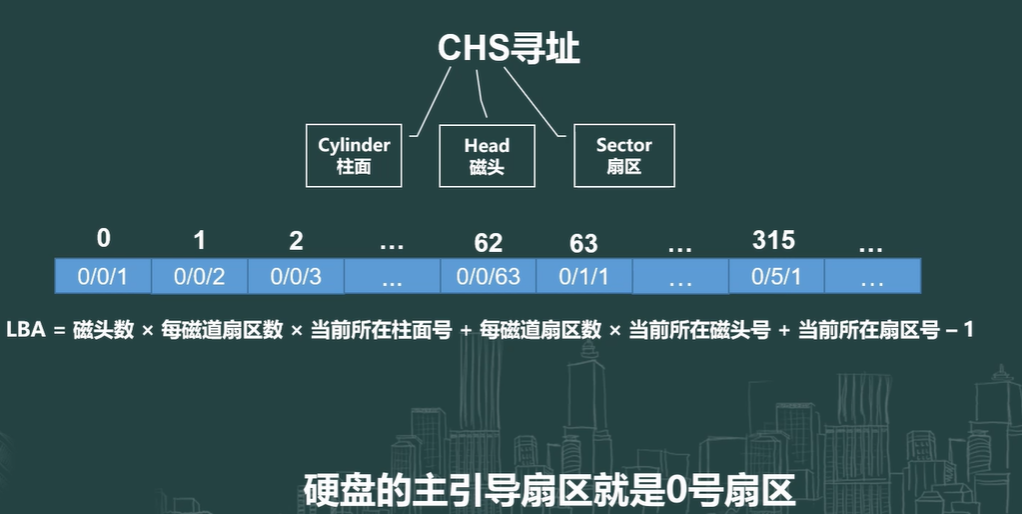 CHS寻址
Cylinder Head Sector
柱面 磁头 扇区
0 1 2 ... 62 63 ... 315 ...
0/0/1 0/0/2 0/0/3 ... 0/0/63 0/1/1 ... 0/5/1 ...
LBA = 磁头数 × 每磁道扇区数 × 当前所在柱面号 + 每磁道扇区数 × 当前所在磁头号 + 当前所在扇区号 – 1
硬盘的主引导扇区就是0号扇区